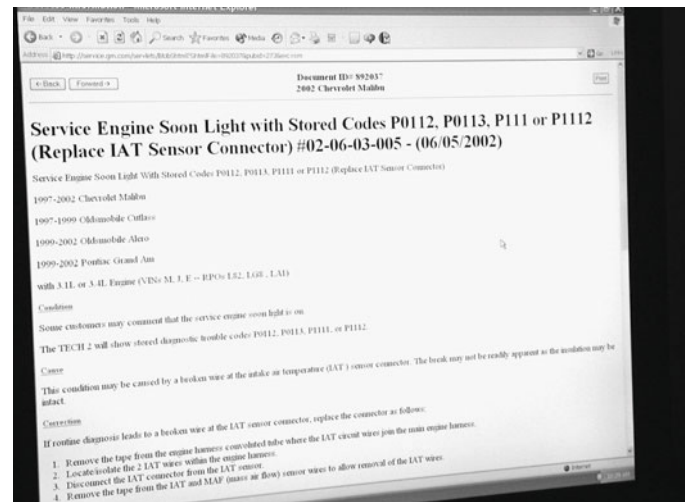 Microsoft Internet Explorer
File Edit View Favorites Tools Help
Back Search Favorites Media
Address
Back Forward Document ID# 892037 Print
2002 Chevrolet Malibu
Service Engine Soon Light with Stored Codes P0112, P0113, P111 or P1112
(Replace IAT Sensor Connector) #02-06-03-005 - (06/05/2002)
Service Engine Soon Light With Stored Codes P0112, P0113, P1111 or P1112 (Replace IAT Sensor Connector)
1997-2002 Chevrolet Malibu
1997-1999 Oldsmobile Cutlass
1999-2002 Oldsmobile Alero
1999-2002 Pontiac Grand Am
with 3.1L or 3.4L Engine (VINs M, J, E -- RPOs L82, LG8, LA1)
Condition
Some customers may comment that the service engine soon light is on.
The TECH 2 will show stored diagnostic trouble codes P0112, P0113, P1111, or P1112.
Cause
This condition may be caused by a broken wire at the intake air temperature (IAT) sensor connector. The break may not be readily apparent as the insulation may be
intact.
Correction
If routine diagnosis leads to a broken wire at the IAT sensor connector, replace the connector as follows:
1. Remove the tape from the engine harness convoluted tube where the IAT circuit wires join the main engine harness.
2. Locate/isolate the 2 IAT wires within the engine harness.
3. Disconnect the IAT connector from the IAT sensor.
4. Remove the tape from the IAT and MAF (mass air flow) sensor wires to allow removal of the IAT wires.
Internet